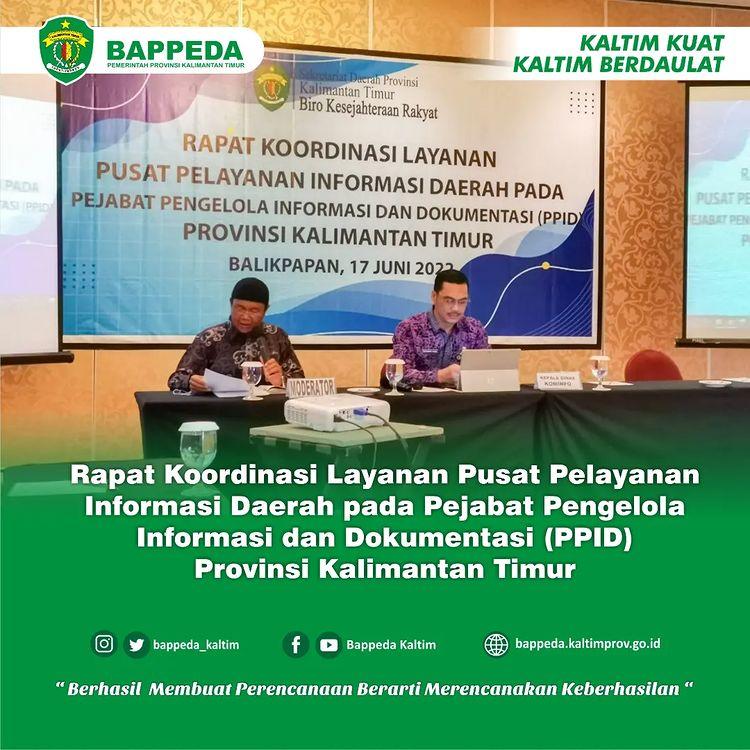 BAPPEDA
PEMERINTAH PROVINSI KALIMANTAN TIMUR
KALTIM KUAT
KALTIM BERDAULAT
Sekretariat Daerah Provinsi
Kalimantan Timur
Biro Kesejahteraan Rakyat
RAPAT KOORDINASI LAYANAN
PUSAT PELAYANAN INFORMASI DAERAH PADA
PEJABAT PENGELOLA INFORMASI DAN DOKUMENTASI (PPID)
PROVINSI KALIMANTAN TIMUR
BALIKPAPAN, 17 JUNI 2022
MODERATOR
KEPALA DINAS
KOMINFO
Rapat Koordinasi Layanan Pusat Pelayanan
Informasi Daerah pada Pejabat Pengelola
Informasi dan Dokumentasi (PPID)
Provinsi Kalimantan Timur
bappeda_kaltim
Bappeda Kaltim
bappeda.kaltimprov.go.id
“ Berhasil Membuat Perencanaan Berarti Merencanakan Keberhasilan “